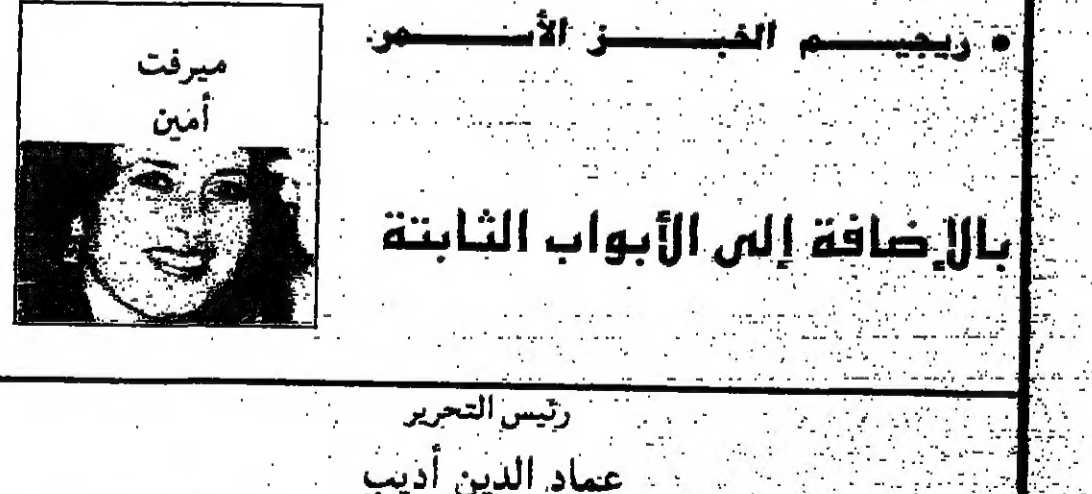 • ريجيم الخبز الأسمر
ميرفت
أمين
بالإضافة إلى الأبواب الثابتة
رئيس التحرير
عماد الدين أديب